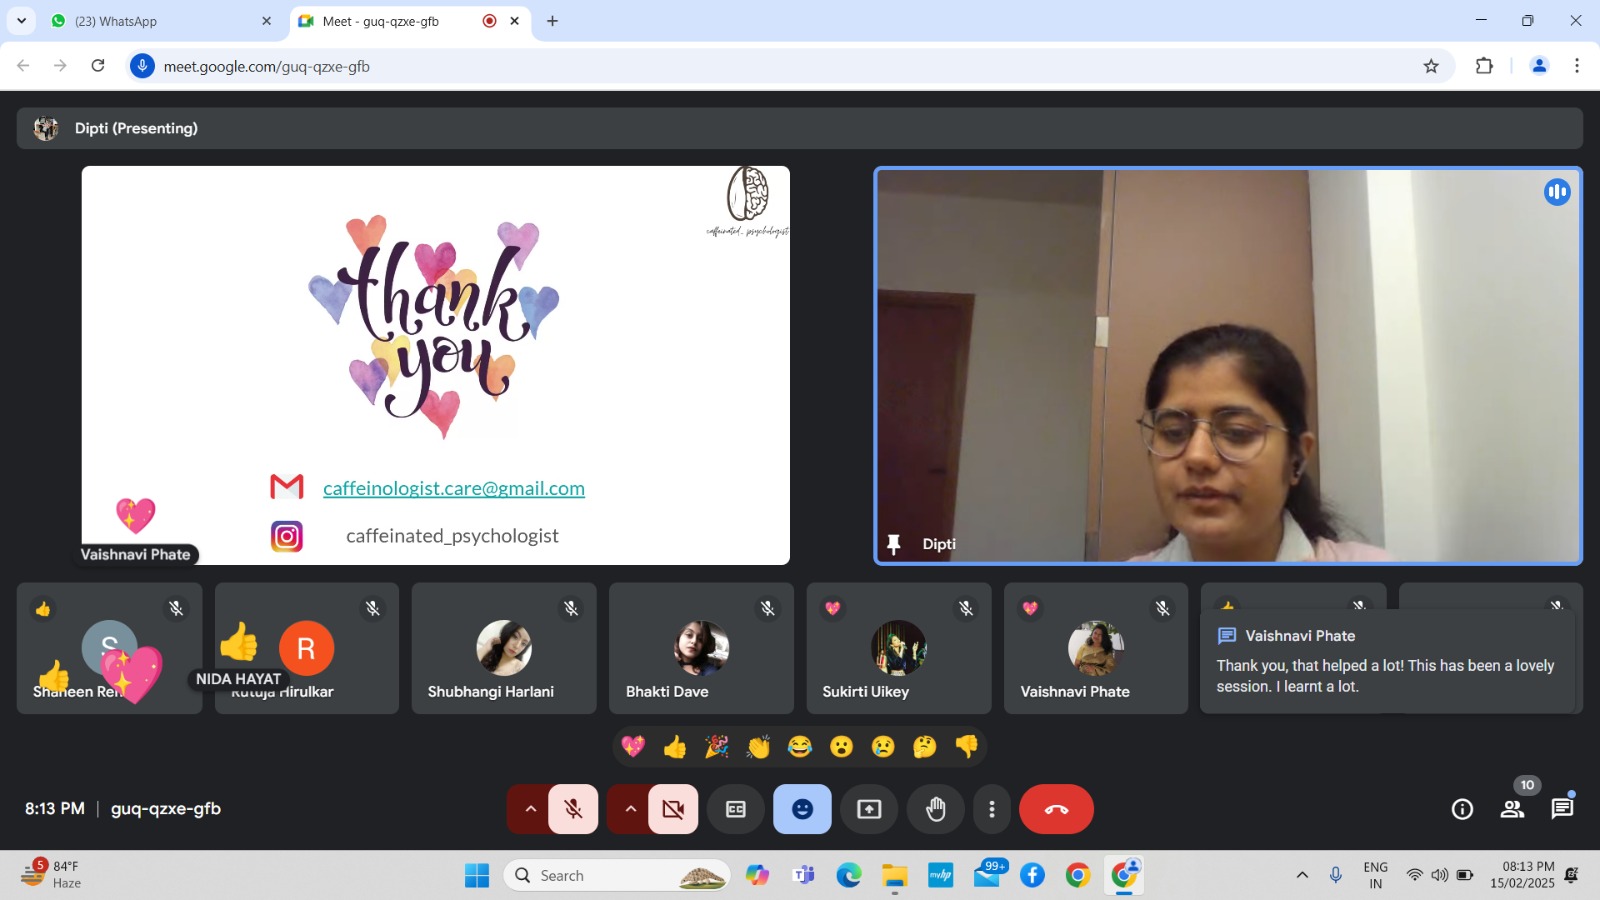 (23) WhatsApp
Meet - guq-qzxe-gfb
meet.google.com/guq-qzxe-gfb
Dipti (Presenting)
caffeinated_psychologist
thank
you
caffeinologist.care@gmail.com
caffeinated_psychologist
Vaishnavi Phate
Dipti
S
Shaheen Re
NIDA HAYAT
R
Rutuja Hirulkar
Shubhangi Harlani
Bhakti Dave
Sukirti Uikey
Vaishnavi Phate
Vaishnavi Phate
Thank you, that helped a lot! This has been a lovely
session. I learnt a lot.
8:13 PM | guq-qzxe-gfb
CC
10
5
84°F
Haze
Search
myhp
99+
ENG
IN
08:13 PM
15/02/2025